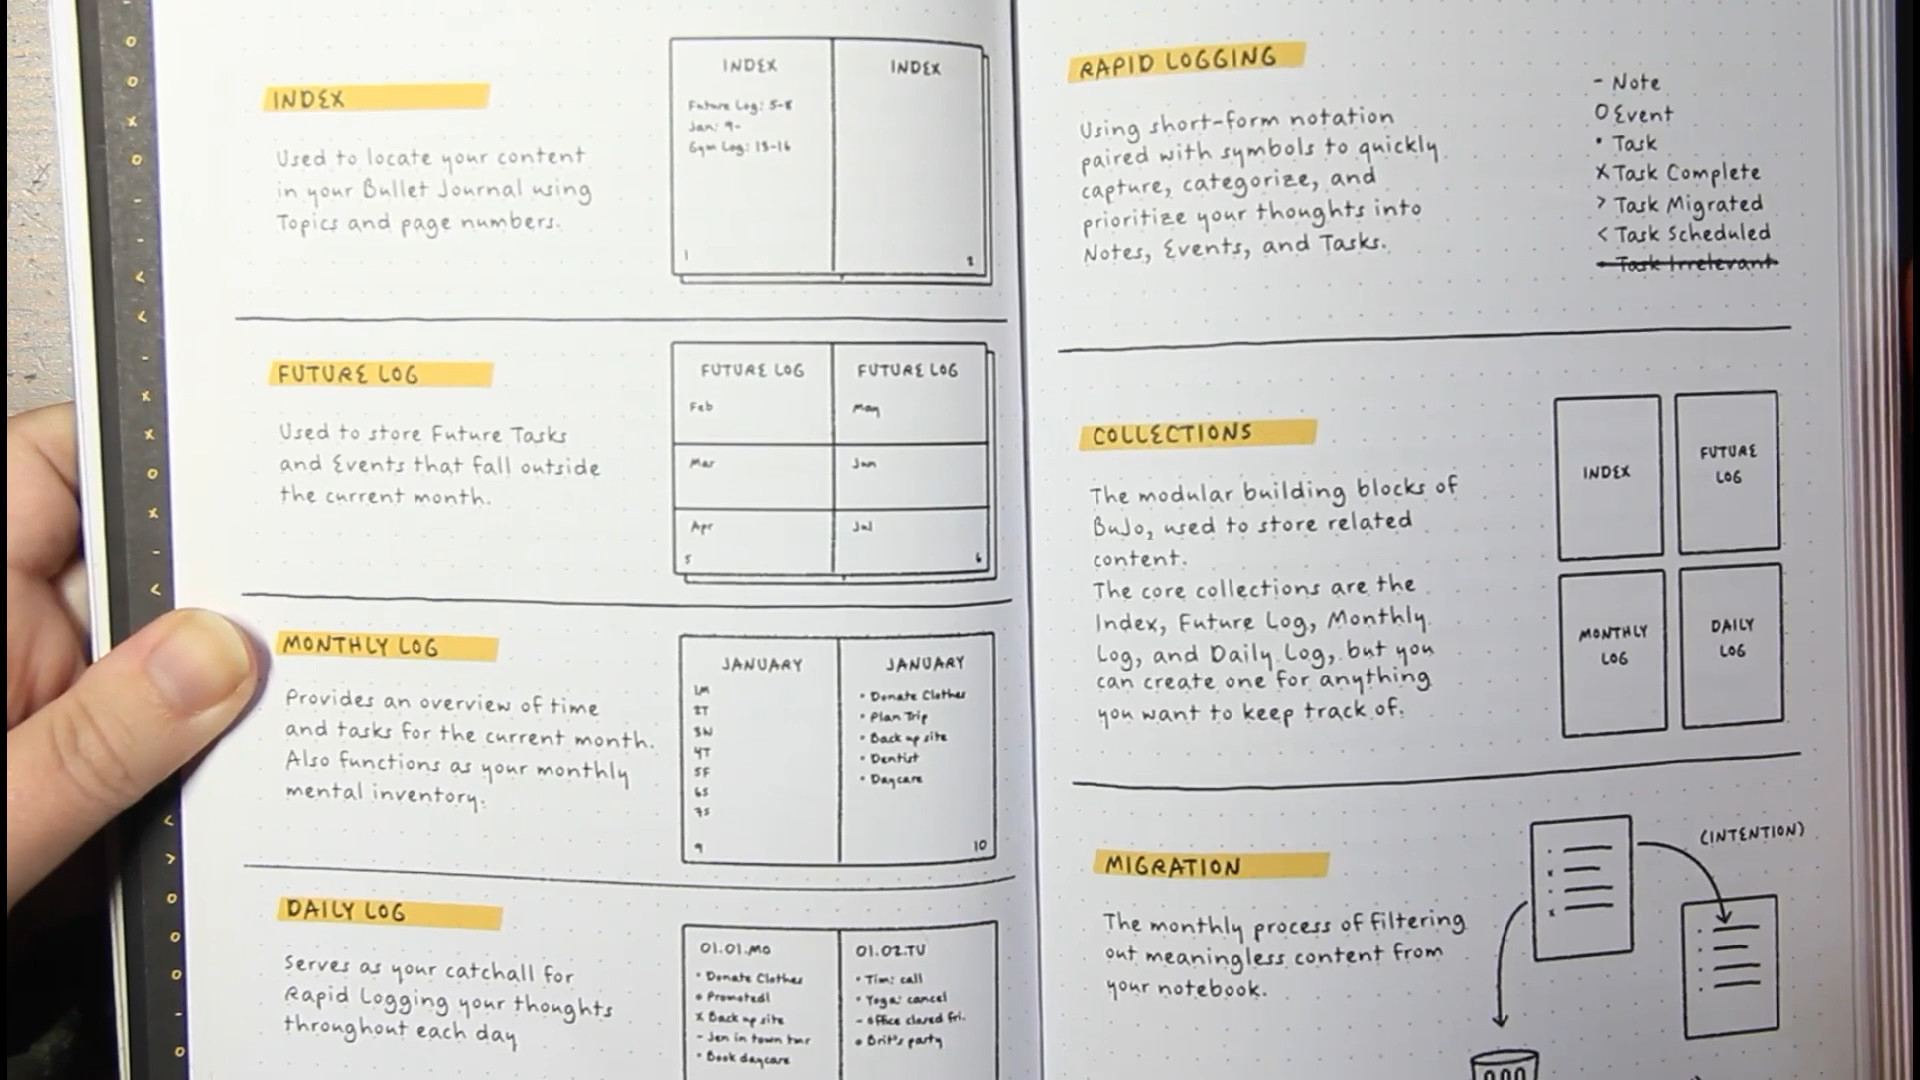 INDEX
Used to locate your content
in your Bullet Journal using
Topics and page numbers.
INDEX
Future Log: 5-8
Jan: 9-
Gym Log: 13-16
1
INDEX
2
FUTURE LOG
Used to store Future Tasks
and Events that fall outside
the current month.
FUTURE LOG
Feb
Mar
Apr
5
FUTURE LOG
May
Jun
Jul
6
MONTHLY LOG
Provides an overview of time
and tasks for the current month.
Also functions as your monthly
mental inventory.
JANUARY
1M
2T
3W
4T
5F
6S
7S
9
JANUARY
• Donate Clothes
• Plan Trip
• Back up site
• Dentist
• Daycare
10
DAILY LOG
Serves as your catchall for
Rapid Logging your thoughts
throughout each day
01.01.MO
• Donate Clothes
o Promoted!
x Back up site
- Jen in town tmr
• Book daycare
01.02.TU
• Tim: call
• Yoga: cancel
- Office closed fri.
o Brit's party
RAPID LOGGING
Using short-form notation
paired with symbols to quickly
capture, categorize, and
prioritize your thoughts into
Notes, Events, and Tasks.
- Note
O Event
• Task
X Task Complete
> Task Migrated
< Task Scheduled
• Task Irrelevant
COLLECTIONS
The modular building blocks of
BuJo, used to store related
content.
The core collections are the
Index, Future Log, Monthly
Log, and Daily Log, but you
can create one for anything
you want to keep track of.
INDEX
FUTURE
LOG
MONTHLY
LOG
DAILY
LOG
MIGRATION
The monthly process of filtering
out meaningless content from
your notebook.
(INTENTION)